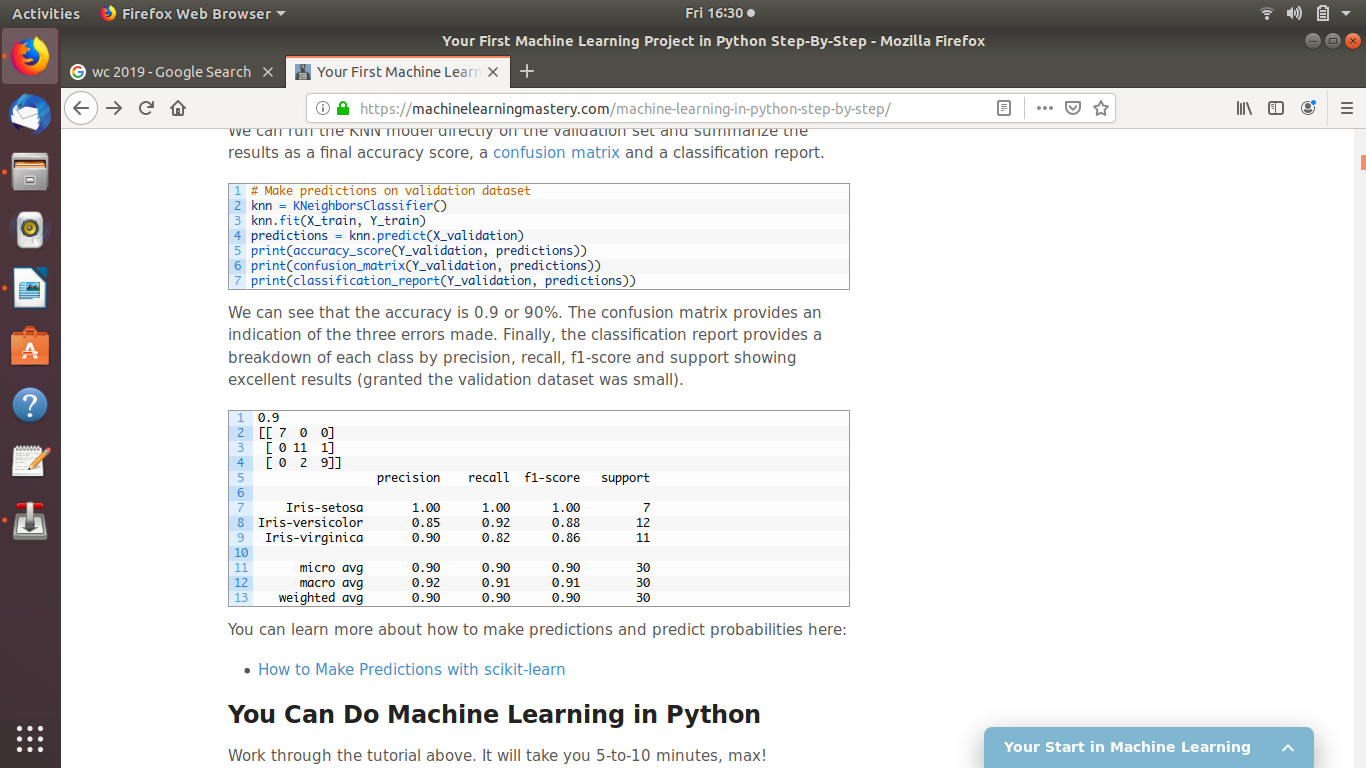 Activities Firefox Web Browser Fri 16:30
Your First Machine Learning Project in Python Step-By-Step - Mozilla Firefox
wc 2019 - Google Search Your First Machine Learn
https://machinelearningmastery.com/machine-learning-in-python-step-by-step/
We can run the KNN model directly on the validation set and summarize the
results as a final accuracy score, a confusion matrix and a classification report.
1 # Make predictions on validation dataset
2 knn = KNeighborsClassifier()
3 knn.fit(X_train, Y_train)
4 predictions = knn.predict(X_validation)
5 print(accuracy_score(Y_validation, predictions))
6 print(confusion_matrix(Y_validation, predictions))
7 print(classification_report(Y_validation, predictions))
We can see that the accuracy is 0.9 or 90%. The confusion matrix provides an
indication of the three errors made. Finally, the classification report provides a
breakdown of each class by precision, recall, f1-score and support showing
excellent results (granted the validation dataset was small).
1 0.9
2 [[ 7 0 0]
3 [ 0 11 1]
4 [ 0 2 9]]
5 precision recall f1-score support
6
7 Iris-setosa 1.00 1.00 1.00 7
8 Iris-versicolor 0.85 0.92 0.88 12
9 Iris-virginica 0.90 0.82 0.86 11
10
11 micro avg 0.90 0.90 0.90 30
12 macro avg 0.92 0.91 0.91 30
13 weighted avg 0.90 0.90 0.90 30
You can learn more about how to make predictions and predict probabilities here:
• How to Make Predictions with scikit-learn
You Can Do Machine Learning in Python
Work through the tutorial above. It will take you 5-to-10 minutes, max!
Your Start in Machine Learning